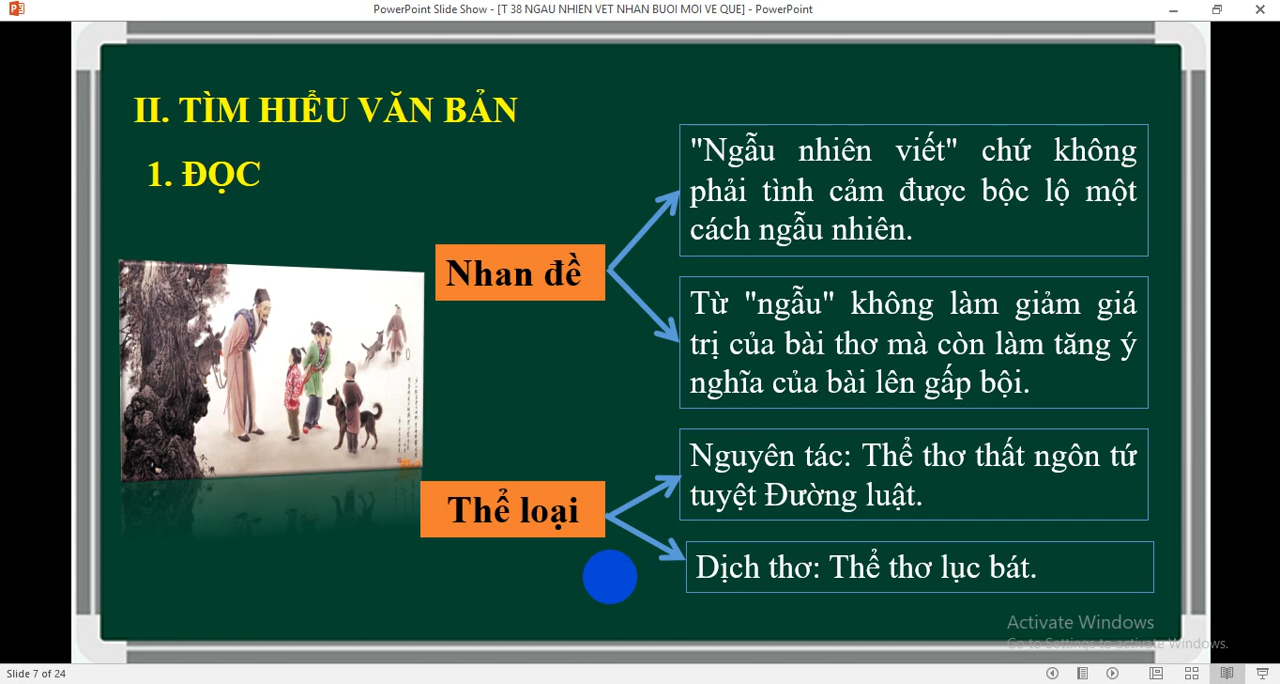 PowerPoint Slide Show - [T 38 NGAU NHIEN VET NHAN BUOI MOI VE QUE] - PowerPoint
II. TÌM HIỂU VĂN BẢN
1. ĐỌC
Nhan đề
"Ngẫu nhiên viết" chứ không
phải tình cảm được bộc lộ một
cách ngẫu nhiên.
Từ "ngẫu" không làm giảm giá
trị của bài thơ mà còn làm tăng ý
nghĩa của bài lên gấp bội.
Thể loại
Nguyên tác: Thể thơ thất ngôn tứ
tuyệt Đường luật.
Dịch thơ: Thể thơ lục bát.
Activate Windows
Go to Settings to activate Windows.
Slide 7 of 24